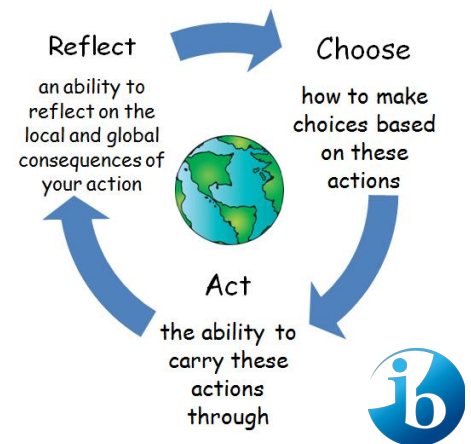 Reflect
an ability to
reflect on the
local and global
consequences of
your action
Choose
how to make
choices based
on these
actions
Act
the ability to
carry these
actions
through
ib